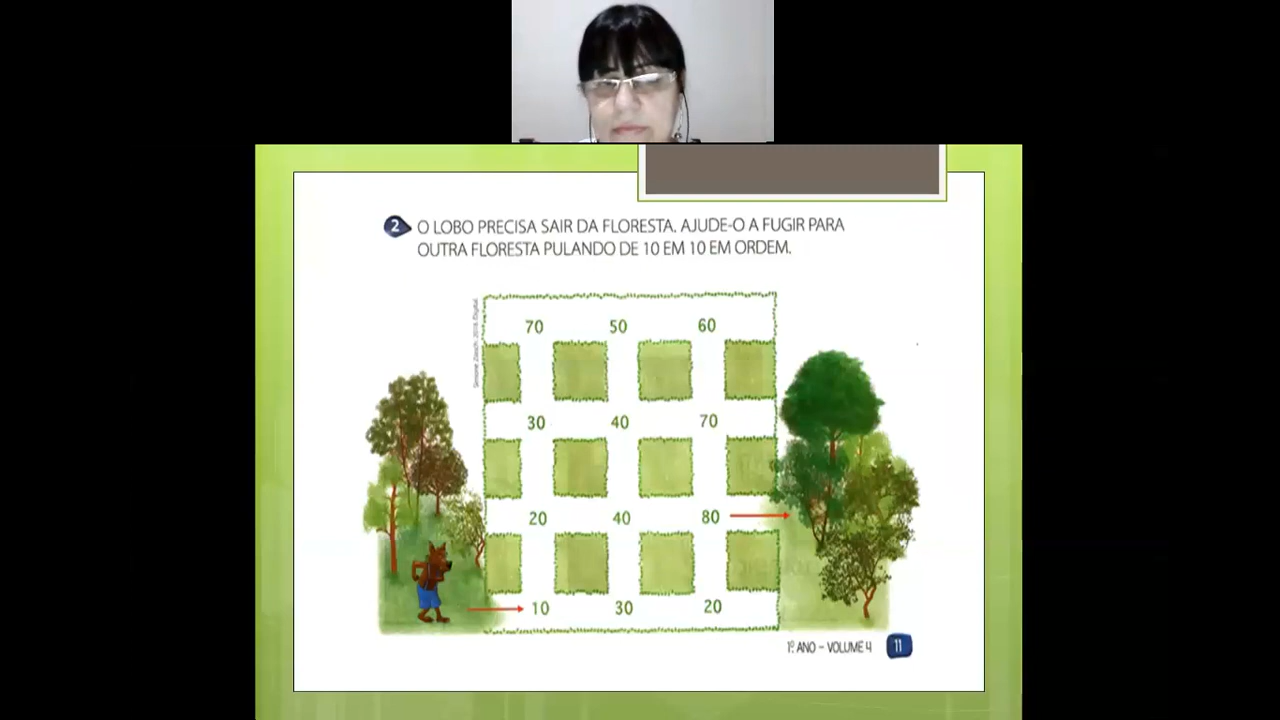 2 O LOBO PRECISA SAIR DA FLORESTA. AJUDE-O A FUGIR PARA
OUTRA FLORESTA PULANDO DE 10 EM 10 EM ORDEM.
70 50 60
30 40 70
20 40 80
10 30 20
1º. ANO – VOLUME 4 11